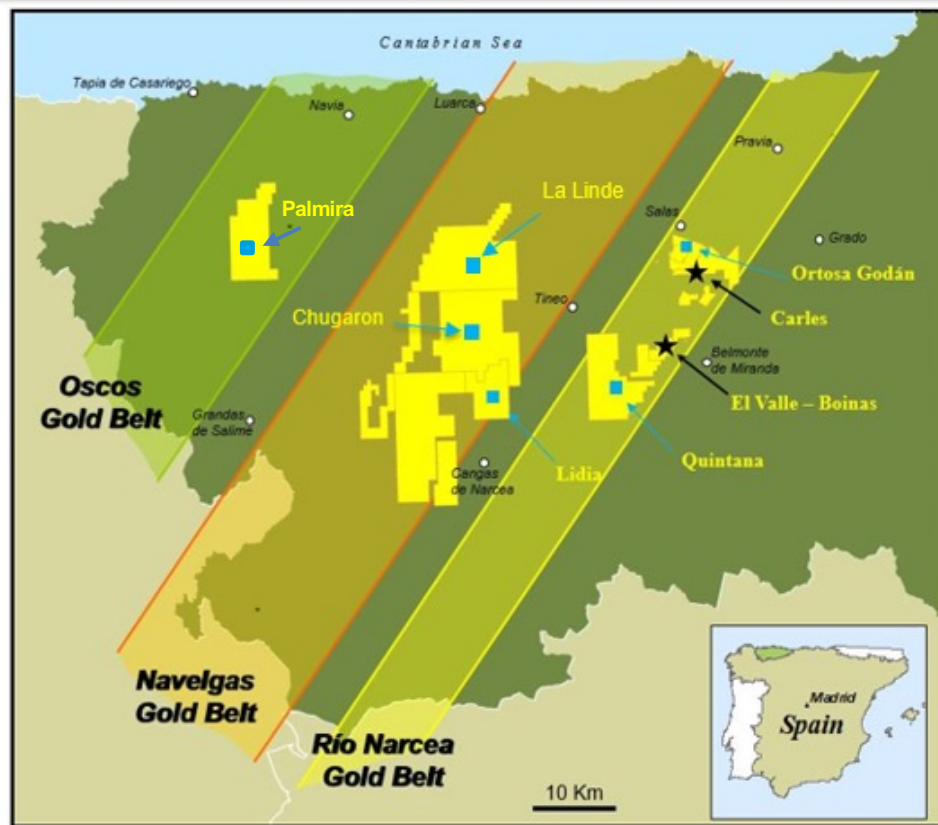 Cantabrian Sea
Tapia de Casariego
Navia
Luarca
Pravia
La Linde
Palmira
Salas
Grado
Ortosa Godán
Chugaron
Tineo
Carles
Belmonte
de Miranda
Oscos
Gold Belt
El Valle – Boinas
Grandas
de Salime
Quintana
Cangas
de Narcea
Lidia
Navelgas
Gold Belt
Río Narcea
Gold Belt
10 Km
Madrid
Spain